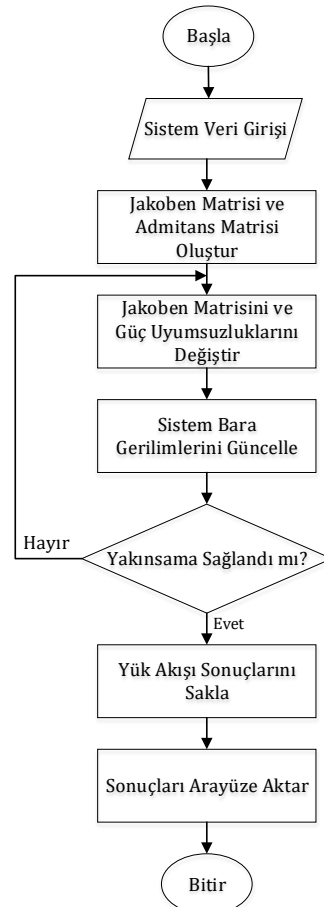 Başla
Sistem Veri Girişi
Jakoben Matrisi ve
Admitans Matrisi
Oluştur
Jakoben Matrisini ve
Güç Uyumsuzluklarını
Değiştir
Sistem Bara
Gerilimlerini Güncelle
Hayır
Yakınsama Sağlandı mı?
Evet
Yük Akışı Sonuçlarını
Sakla
Sonuçları Arayüze Aktar
Bitir